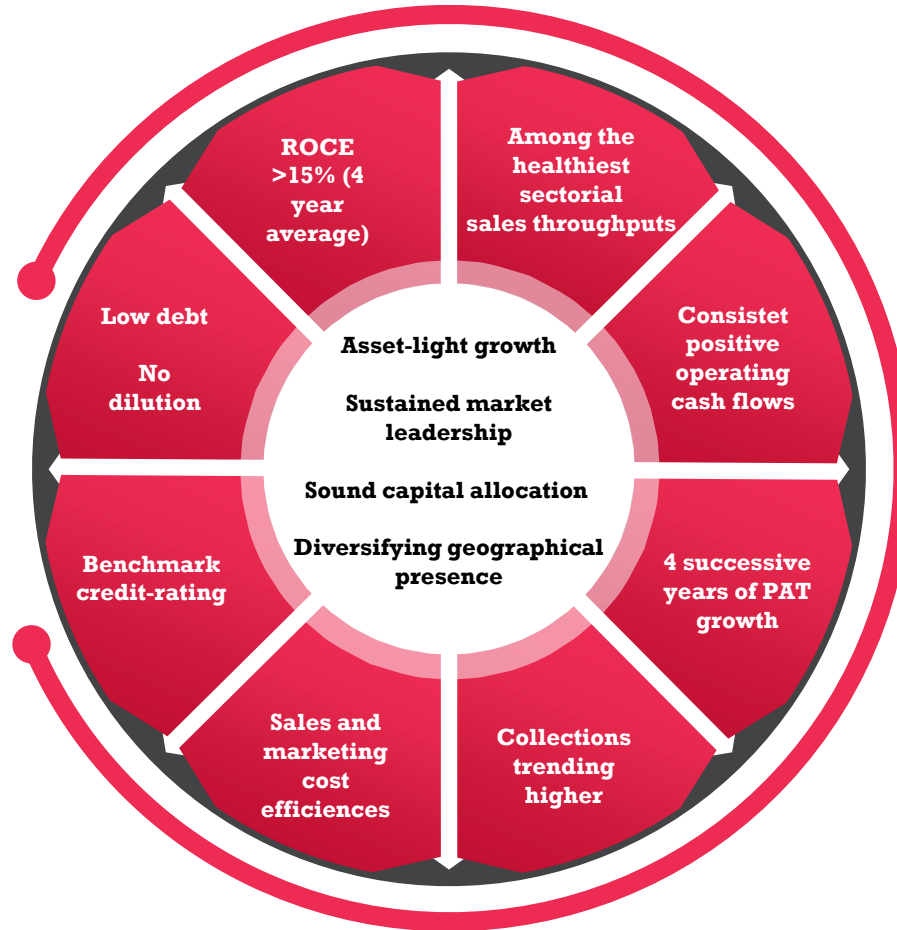 ROCE
>15% (4
year
average)
Among the
healthiest
sectorial
sales throughputs
Consistet
positive
operating
cash flows
4 successive
years of PAT
growth
Collections
trending
higher
Sales and
marketing
cost
efficiences
Benchmark
credit-rating
Low debt
No
dilution
Asset-light growth
Sustained market
leadership
Sound capital allocation
Diversifying geographical
presence